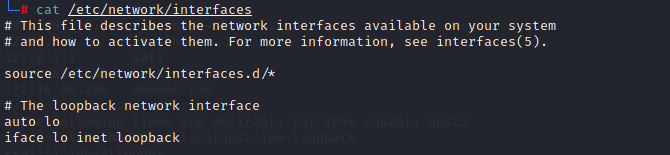 └─# cat /etc/network/interfaces
# This file describes the network interfaces available on your system
# and how to activate them. For more information, see interfaces(5).
source /etc/network/interfaces.d/*
# The loopback network interface
auto lo
iface lo inet loopback